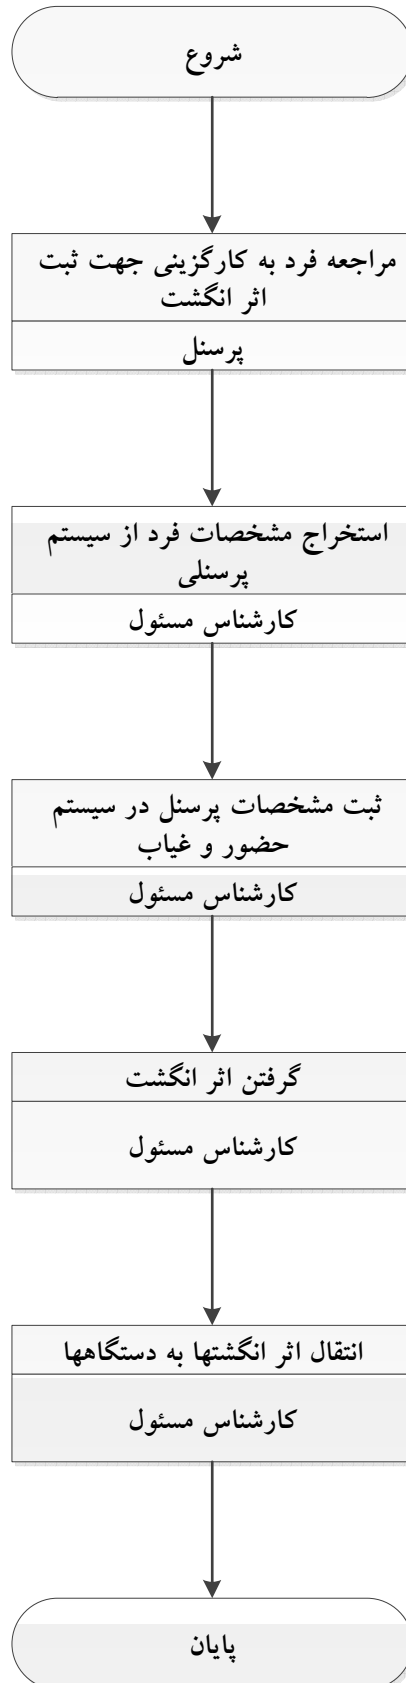 شروع
مراجعه فرد به کارگزینی جهت ثبت
اثر انگشت
پرسنل
استخراج مشخصات فرد از سیستم
پرسنلی
کارشناس مسئول
ثبت مشخصات پرسنل در سیستم
حضور و غیاب
کارشناس مسئول
گرفتن اثر انگشت
کارشناس مسئول
انتقال اثر انگشتها به دستگاهها
کارشناس مسئول
پایان